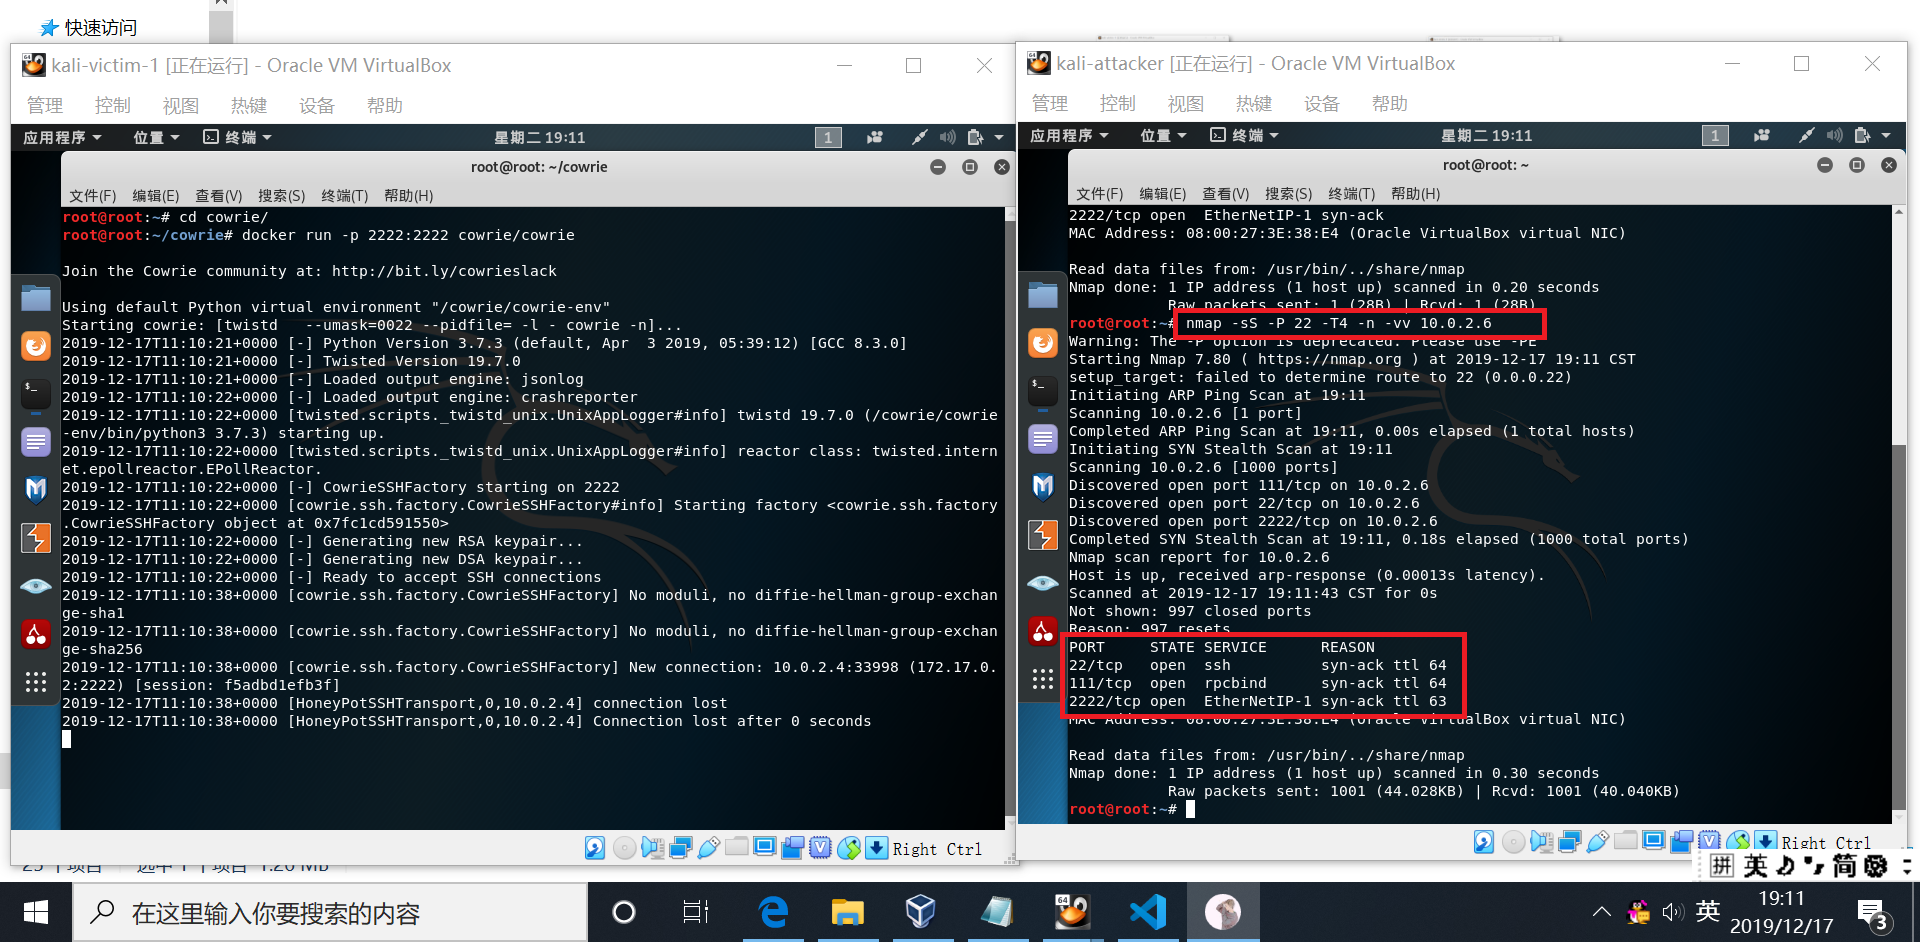 快速访问
kali-victim-1 [正在运行] - Oracle VM VirtualBox
管理 控制 视图 热键 设备 帮助
应用程序 位置 终端 星期二 19:11 1
root@root: ~/cowrie
文件(F) 编辑(E) 查看(V) 搜索(S) 终端(T) 帮助(H)
root@root:~# cd cowrie/
root@root:~/cowrie# docker run -p 2222:2222 cowrie/cowrie
Join the Cowrie community at: http://bit.ly/cowrieslack
Using default Python virtual environment "/cowrie/cowrie-env"
Starting cowrie: [twistd   --umask=0022 --pidfile= -l - cowrie -n]...
2019-12-17T11:10:21+0000 [-] Python Version 3.7.3 (default, Apr  3 2019, 05:39:12) [GCC 8.3.0]
2019-12-17T11:10:21+0000 [-] Twisted Version 19.7.0
2019-12-17T11:10:21+0000 [-] Loaded output engine: jsonlog
2019-12-17T11:10:22+0000 [-] Loaded output engine: crashreporter
2019-12-17T11:10:22+0000 [twisted.scripts._twistd_unix.UnixAppLogger#info] twistd 19.7.0 (/cowrie/cowrie
-env/bin/python3 3.7.3) starting up.
2019-12-17T11:10:22+0000 [twisted.scripts._twistd_unix.UnixAppLogger#info] reactor class: twisted.intern
et.epollreactor.EPollReactor.
2019-12-17T11:10:22+0000 [-] CowrieSSHFactory starting on 2222
2019-12-17T11:10:22+0000 [cowrie.ssh.factory.CowrieSSHFactory#info] Starting factory <cowrie.ssh.factory
.CowrieSSHFactory object at 0x7fc1cd591550>
2019-12-17T11:10:22+0000 [-] Generating new RSA keypair...
2019-12-17T11:10:22+0000 [-] Generating new DSA keypair...
2019-12-17T11:10:22+0000 [-] Ready to accept SSH connections
2019-12-17T11:10:38+0000 [cowrie.ssh.factory.CowrieSSHFactory] No moduli, no diffie-hellman-group-exchan
ge-sha1
2019-12-17T11:10:38+0000 [cowrie.ssh.factory.CowrieSSHFactory] No moduli, no diffie-hellman-group-exchan
ge-sha256
2019-12-17T11:10:38+0000 [cowrie.ssh.factory.CowrieSSHFactory] New connection: 10.0.2.4:33998 (172.17.0.
2:2222) [session: f5adbd1efb3f]
2019-12-17T11:10:38+0000 [HoneyPotSSHTransport,0,10.0.2.4] connection lost
2019-12-17T11:10:38+0000 [HoneyPotSSHTransport,0,10.0.2.4] Connection lost after 0 seconds
Right Ctrl
kali-attacker [正在运行] - Oracle VM VirtualBox
管理 控制 视图 热键 设备 帮助
应用程序 位置 终端 星期二 19:11 1
root@root: ~
文件(F) 编辑(E) 查看(V) 搜索(S) 终端(T) 帮助(H)
2222/tcp open  EtherNetIP-1 syn-ack
MAC Address: 08:00:27:3E:38:E4 (Oracle VirtualBox virtual NIC)
Read data files from: /usr/bin/../share/nmap
Nmap done: 1 IP address (1 host up) scanned in 0.20 seconds
Raw packets sent: 1 (28B) | Rcvd: 1 (28B)
root@root:~# nmap -sS -P 22 -T4 -n -vv 10.0.2.6
Warning: The -P option is deprecated. Please use -PE
Starting Nmap 7.80 ( https://nmap.org ) at 2019-12-17 19:11 CST
setup_target: failed to determine route to 22 (0.0.0.22)
Initiating ARP Ping Scan at 19:11
Scanning 10.0.2.6 [1 port]
Completed ARP Ping Scan at 19:11, 0.00s elapsed (1 total hosts)
Initiating SYN Stealth Scan at 19:11
Scanning 10.0.2.6 [1000 ports]
Discovered open port 111/tcp on 10.0.2.6
Discovered open port 22/tcp on 10.0.2.6
Discovered open port 2222/tcp on 10.0.2.6
Completed SYN Stealth Scan at 19:11, 0.18s elapsed (1000 total ports)
Nmap scan report for 10.0.2.6
Host is up, received arp-response (0.00013s latency).
Scanned at 2019-12-17 19:11:43 CST for 0s
Not shown: 997 closed ports
Reason: 997 resets
PORT     STATE SERVICE      REASON
22/tcp   open  ssh          syn-ack ttl 64
111/tcp  open  rpcbind      syn-ack ttl 64
2222/tcp open  EtherNetIP-1 syn-ack ttl 63
MAC Address: 08:00:27:3E:38:E4 (Oracle VirtualBox virtual NIC)
Read data files from: /usr/bin/../share/nmap
Nmap done: 1 IP address (1 host up) scanned in 0.30 seconds
Raw packets sent: 1001 (44.028KB) | Rcvd: 1001 (40.040KB)
root@root:~#
Right Ctrl
拼 英 简
在这里输入你要搜索的内容
英
19:11
2019/12/17
3